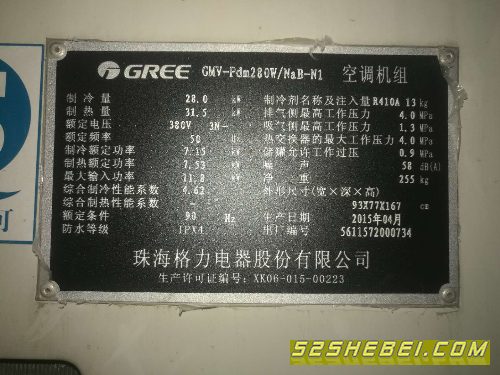 GREE GMV-Pdm280W/NaB-N1 空调机组
制冷量 28.0 kW 制冷剂名称及注入量 R410A 13 kg
制热量 31.5 kW 排气侧最高工作压力 4.0 MPa
额定电压 380V 3N~ 吸气侧最高工作压力 1.3 MPa
额定频率 50 Hz 热交换器的最大工作压力 4.0 MPa
制冷额定功率 7.15 kW 储罐允许工作过压 0.9 MPa
制热额定功率 7.53 kW 噪声 58 dB(A)
最大输入功率 11.8 kW 净重 255 kg
综合制冷性能系数 4.62 外形尺寸(宽×深×高)
综合制热性能系数 - 93X77X167 cm
额定条件 90 Hz 生产日期 2015年04月
防水等级 IPX4 出厂编号 5611572000734
珠海格力电器股份有限公司
生产许可证编号: XK06-015-00223
可
52SHEBEI.COM